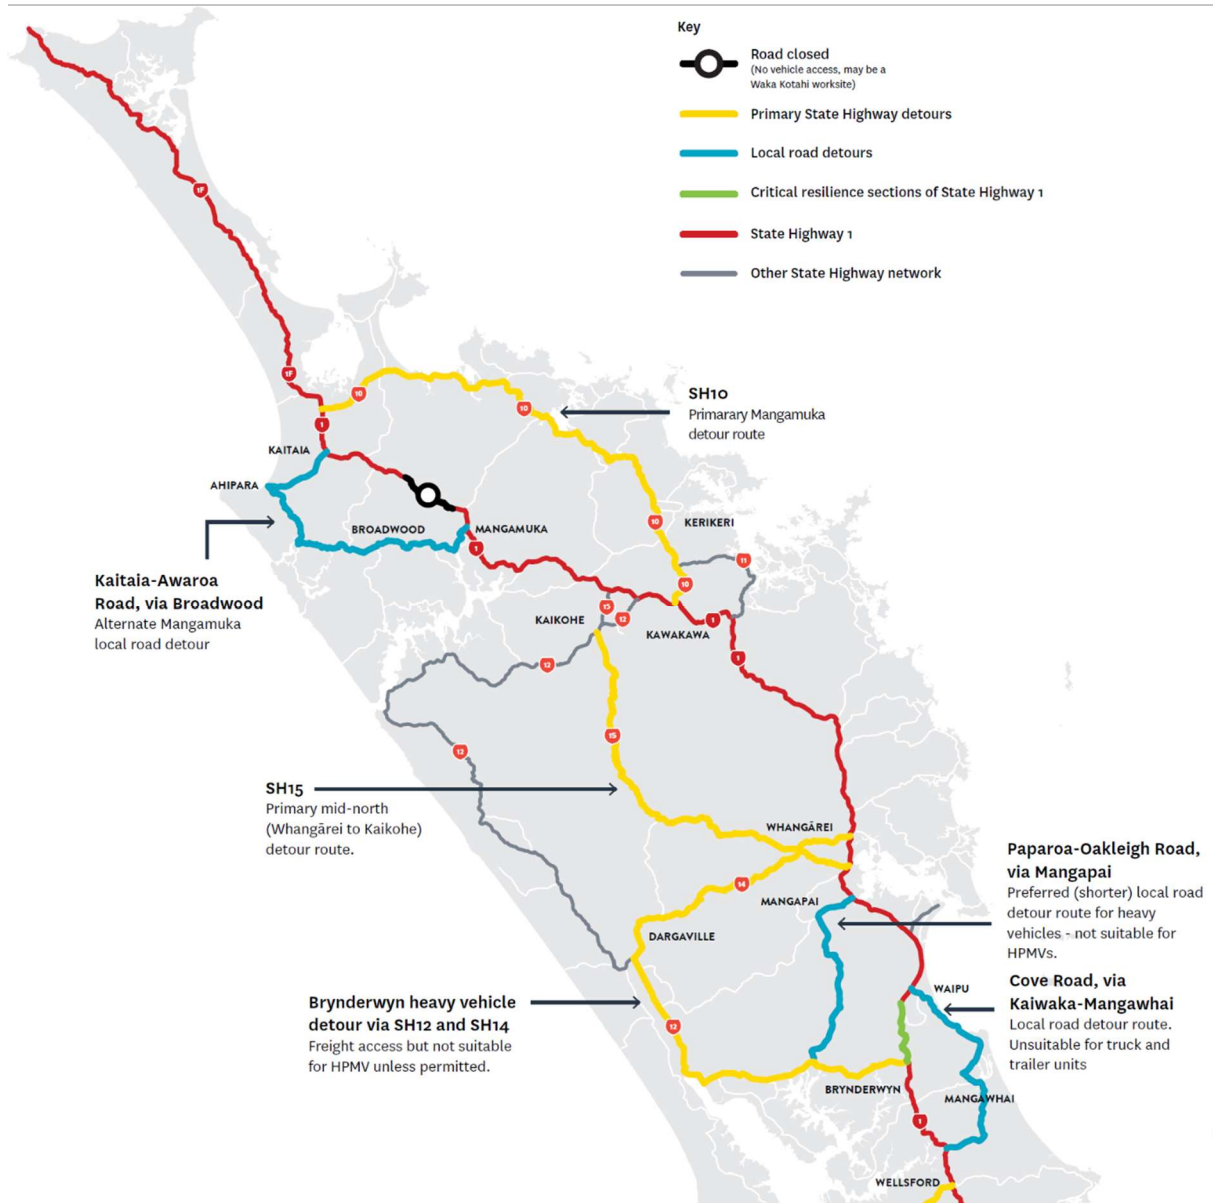 Key
Road closed
(No vehicle access, may be a
Waka Kotahi worksite)
Primary State Highway detours
Local road detours
Critical resilience sections of State Highway 1
State Highway 1
Other State Highway network
1F
1F
10
10
SH10
Primarary Mangamuka
detour route
1
KAITAIA
AHIPARA
BROADWOOD
MANGAMUKA
10
KERIKERI
1
11
10
Kaitaia-Awaroa
Road, via Broadwood
Alternate Mangamuka
local road detour
15
12
KAIKOHE
1
KAWAKAWA
1
12
15
12
SH15
Primary mid-north
(Whangārei to Kaikohe)
detour route.
WHANGĀREI
14
MANGAPAI
Paparoa-Oakleigh Road,
via Mangapai
Preferred (shorter) local road
detour route for heavy
vehicles - not suitable for
HPMVs.
DARGAVILLE
WAIPU
Cove Road, via
Kaiwaka-Mangawhai
Local road detour route.
Unsuitable for truck and
trailer units
Brynderwyn heavy vehicle
detour via SH12 and SH14
Freight access but not suitable
for HPMV unless permitted.
12
BRYNDERWYN
MANGAWHAI
1
WELLSFORD